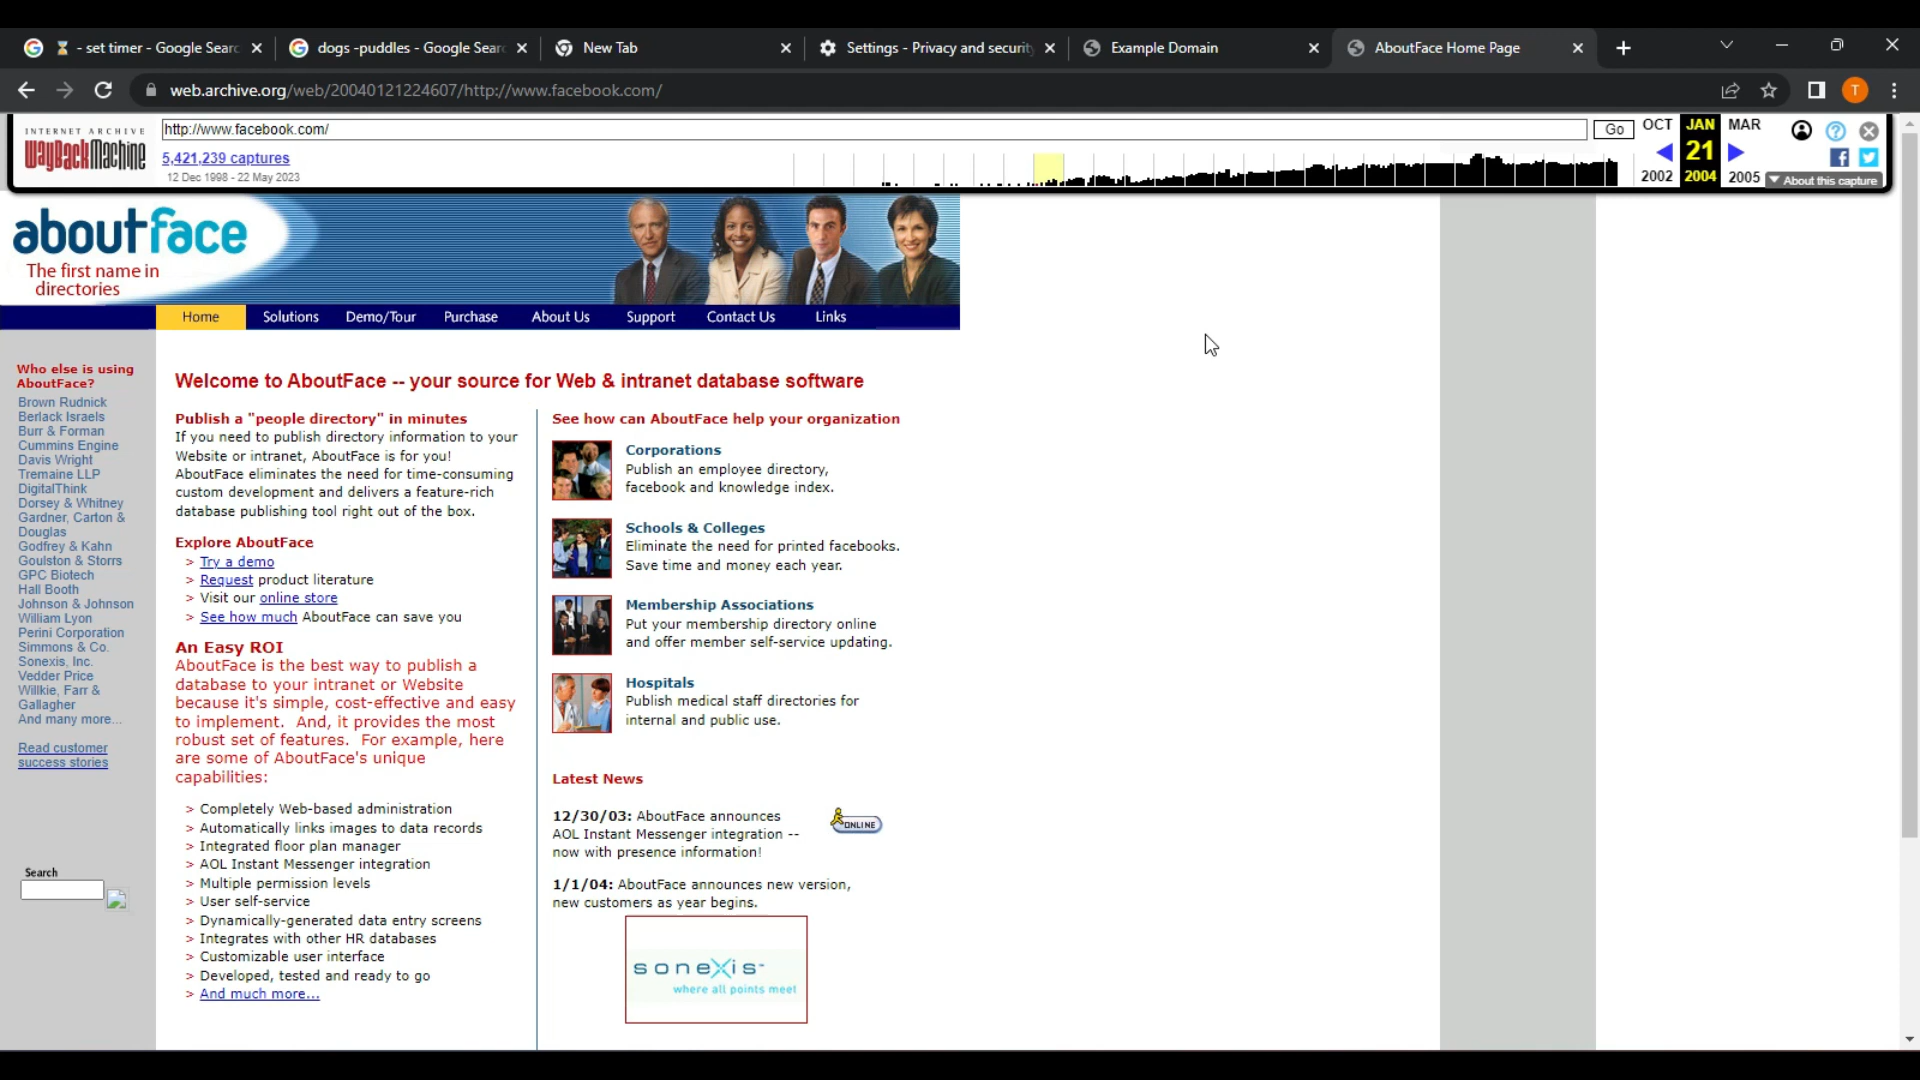 - set timer - Google Searc
dogs -puddles - Google Sear
New Tab
Settings - Privacy and securit
Example Domain
AboutFace Home Page
web.archive.org/web/20040121224607/http://www.facebook.com/
T
INTERNET ARCHIVE
WayBackMachine
http://www.facebook.com/
Go
5,421,239 captures
12 Dec 1998 - 22 May 2023
OCT JAN MAR
21
2002 2004 2005
About this capture
aboutface
The first name in
directories
Home Solutions Demo/Tour Purchase About Us Support Contact Us Links
Who else is using
AboutFace?
Brown Rudnick
Berlack Israels
Burr & Forman
Cummins Engine
Davis Wright
Tremaine LLP
DigitalThink
Dorsey & Whitney
Gardner, Carton &
Douglas
Godfrey & Kahn
Goulston & Storrs
GPC Biotech
Hall Booth
Johnson & Johnson
William Lyon
Perini Corporation
Simmons & Co.
Sonexis, Inc.
Vedder Price
Willkie, Farr &
Gallagher
And many more...
Read customer
success stories
Search
Welcome to AboutFace -- your source for Web & intranet database software
Publish a "people directory" in minutes
If you need to publish directory information to your
Website or intranet, AboutFace is for you!
AboutFace eliminates the need for time-consuming
custom development and delivers a feature-rich
database publishing tool right out of the box.
Explore AboutFace
> Try a demo
> Request product literature
> Visit our online store
> See how much AboutFace can save you
An Easy ROI
AboutFace is the best way to publish a
database to your intranet or Website
because it's simple, cost-effective and easy
to implement. And, it provides the most
robust set of features. For example, here
are some of AboutFace's unique
capabilities:
> Completely Web-based administration
> Automatically links images to data records
> Integrated floor plan manager
> AOL Instant Messenger integration
> Multiple permission levels
> User self-service
> Dynamically-generated data entry screens
> Integrates with other HR databases
> Customizable user interface
> Developed, tested and ready to go
> And much more...
See how can AboutFace help your organization
Corporations
Publish an employee directory,
facebook and knowledge index.
Schools & Colleges
Eliminate the need for printed facebooks.
Save time and money each year.
Membership Associations
Put your membership directory online
and offer member self-service updating.
Hospitals
Publish medical staff directories for
internal and public use.
Latest News
12/30/03: AboutFace announces
AOL Instant Messenger integration --
now with presence information!
ONLINE
1/1/04: AboutFace announces new version,
new customers as year begins.
sonexis™
where all points meet